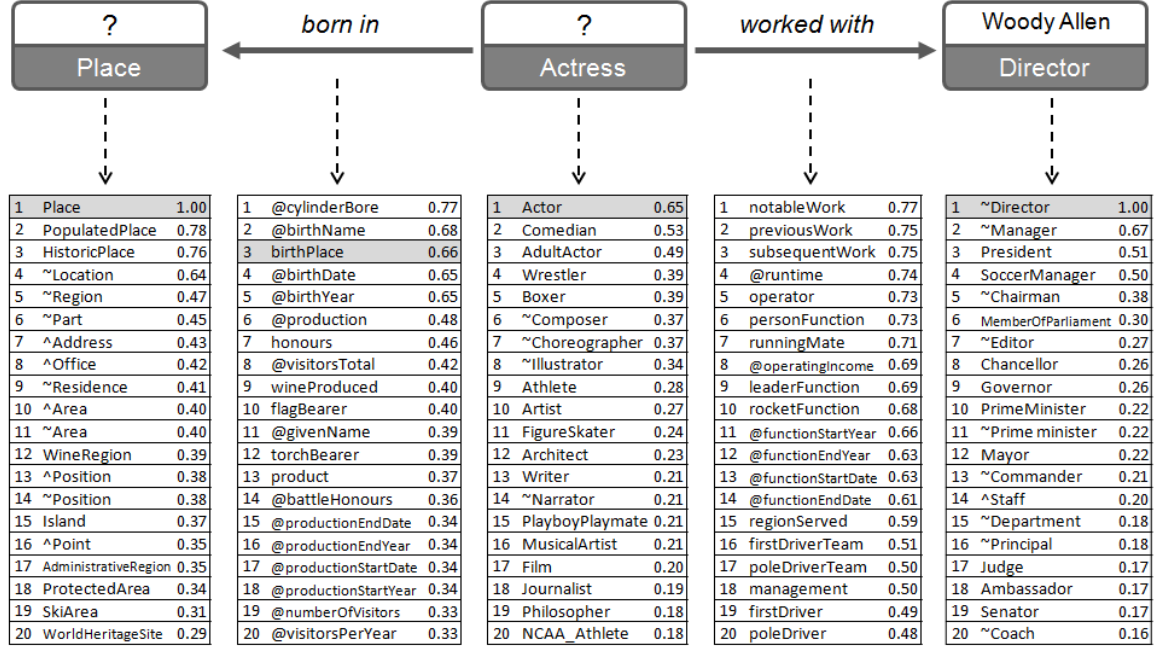 ? born in ? worked with Woody Allen
Place Actress Director
1 Place 1.00
2 PopulatedPlace 0.78
3 HistoricPlace 0.76
4 ~Location 0.64
5 ~Region 0.47
6 ~Part 0.45
7 ^Address 0.43
8 ^Office 0.42
9 ~Residence 0.41
10 ^Area 0.40
11 ~Area 0.40
12 WineRegion 0.39
13 ^Position 0.38
14 ~Position 0.38
15 Island 0.37
16 ^Point 0.35
17 AdministrativeRegion 0.35
18 ProtectedArea 0.34
19 SkiArea 0.31
20 WorldHeritageSite 0.29
1 @cylinderBore 0.77
2 @birthName 0.68
3 birthPlace 0.66
4 @birthDate 0.65
5 @birthYear 0.65
6 @production 0.48
7 honours 0.46
8 @visitorsTotal 0.42
9 wineProduced 0.40
10 flagBearer 0.40
11 @givenName 0.39
12 torchBearer 0.39
13 product 0.37
14 @battleHonours 0.36
15 @productionEndDate 0.34
16 @productionEndYear 0.34
17 @productionStartDate 0.34
18 @productionStartYear 0.34
19 @numberOfVisitors 0.33
20 @visitorsPerYear 0.33
1 Actor 0.65
2 Comedian 0.53
3 AdultActor 0.49
4 Wrestler 0.39
5 Boxer 0.39
6 ~Composer 0.37
7 ~Choreographer 0.37
8 ~Illustrator 0.34
9 Athlete 0.28
10 Artist 0.27
11 FigureSkater 0.24
12 Architect 0.23
13 Writer 0.21
14 ~Narrator 0.21
15 PlayboyPlaymate 0.21
16 MusicalArtist 0.21
17 Film 0.20
18 Journalist 0.19
19 Philosopher 0.18
20 NCAA_Athlete 0.18
1 notableWork 0.77
2 previousWork 0.75
3 subsequentWork 0.75
4 @runtime 0.74
5 operator 0.73
6 personFunction 0.73
7 runningMate 0.71
8 @operatingIncome 0.69
9 leaderFunction 0.69
10 rocketFunction 0.68
11 @functionStartYear 0.66
12 @functionEndYear 0.63
13 @functionStartDate 0.63
14 @functionEndDate 0.61
15 regionServed 0.59
16 firstDriverTeam 0.51
17 poleDriverTeam 0.50
18 management 0.50
19 firstDriver 0.49
20 poleDriver 0.48
1 ~Director 1.00
2 ~Manager 0.67
3 President 0.51
4 SoccerManager 0.50
5 ~Chairman 0.38
6 MemberOfParliament 0.30
7 ~Editor 0.27
8 Chancellor 0.26
9 Governor 0.26
10 PrimeMinister 0.22
11 ~Prime minister 0.22
12 Mayor 0.22
13 ~Commander 0.21
14 ^Staff 0.20
15 ~Department 0.18
16 ~Principal 0.18
17 Judge 0.17
18 Ambassador 0.17
19 Senator 0.17
20 ~Coach 0.16